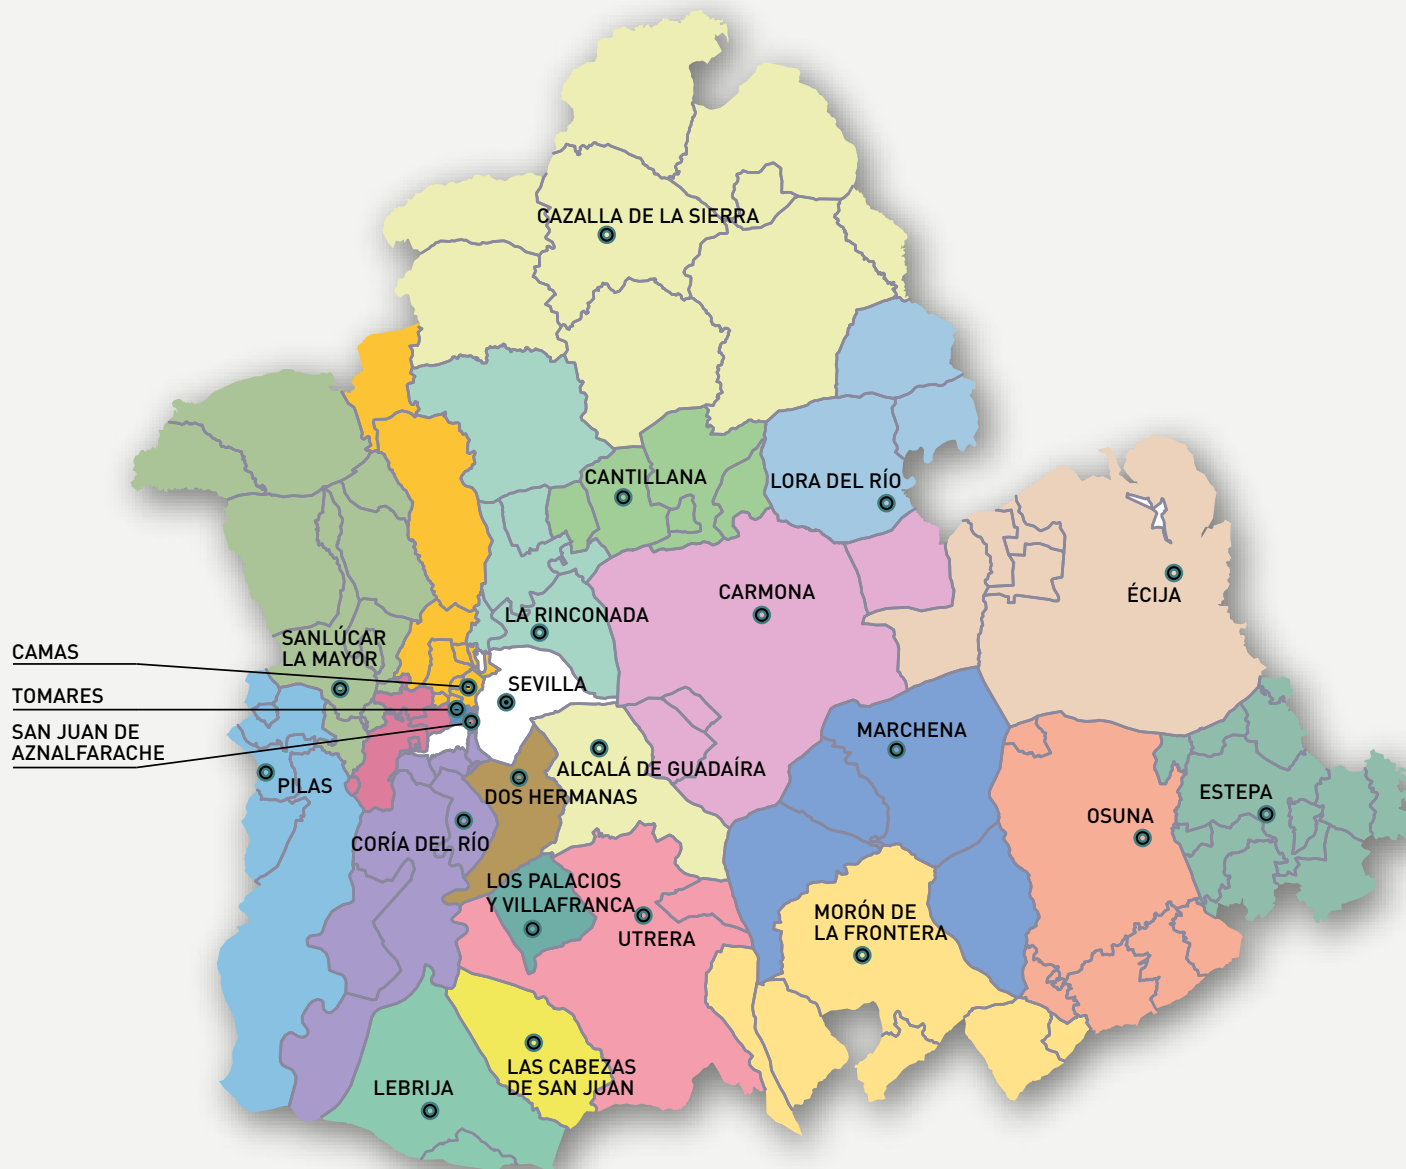 CAZALLA DE LA SIERRA
CANTILLANA
LORA DEL RÍO
CARMONA
ÉCIJA
LA RINCONADA
SANLÚCAR
LA MAYOR
CAMAS
TOMARES
SAN JUAN DE
AZNALFARACHE
SEVILLA
MARCHENA
PILAS
ALCALÁ DE GUADAÍRA
DOS HERMANAS
ESTEPA
OSUNA
CORÍA DEL RÍO
LOS PALACIOS
Y VILLAFRANCA
UTRERA
MORÓN DE
LA FRONTERA
LAS CABEZAS
DE SAN JUAN
LEBRIJA